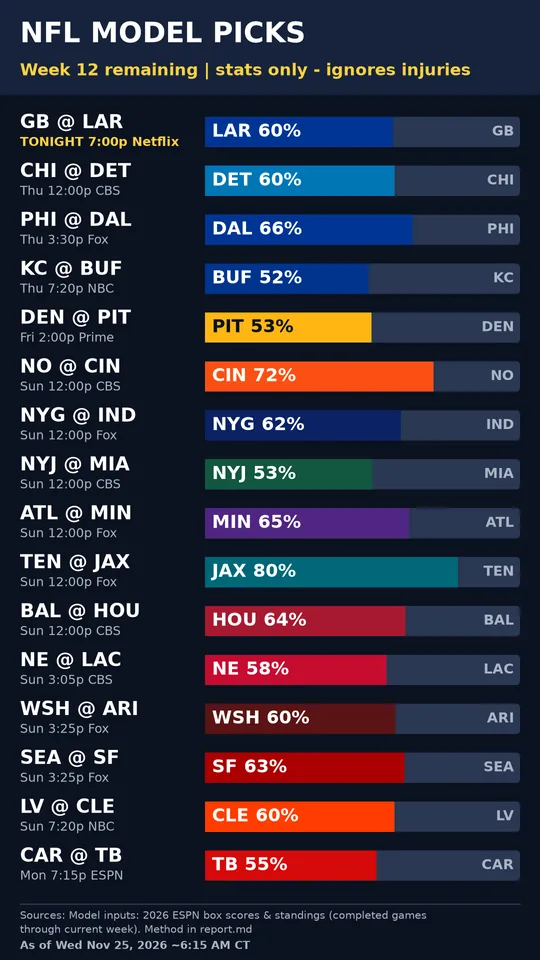 NFL MODEL PICKS
Week 12 remaining | stats only - ignores injuries
GB @ LAR
TONIGHT 7:00p Netflix
LAR 60%
GB
CHI @ DET
Thu 12:00p CBS
DET 60%
CHI
PHI @ DAL
Thu 3:30p Fox
DAL 66%
PHI
KC @ BUF
Thu 7:20p NBC
BUF 52%
KC
DEN @ PIT
Fri 2:00p Prime
PIT 53%
DEN
NO @ CIN
Sun 12:00p CBS
CIN 72%
NO
NYG @ IND
Sun 12:00p Fox
NYG 62%
IND
NYJ @ MIA
Sun 12:00p CBS
NYJ 53%
MIA
ATL @ MIN
Sun 12:00p Fox
MIN 65%
ATL
TEN @ JAX
Sun 12:00p Fox
JAX 80%
TEN
BAL @ HOU
Sun 12:00p CBS
HOU 64%
BAL
NE @ LAC
Sun 3:05p CBS
NE 58%
LAC
WSH @ ARI
Sun 3:25p Fox
WSH 60%
ARI
SEA @ SF
Sun 3:25p Fox
SF 63%
SEA
LV @ CLE
Sun 7:20p NBC
CLE 60%
LV
CAR @ TB
Mon 7:15p ESPN
TB 55%
CAR
Sources: Model inputs: 2026 ESPN box scores & standings (completed games
through current week). Method in report.md
As of Wed Nov 25, 2026 ~6:15 AM CT